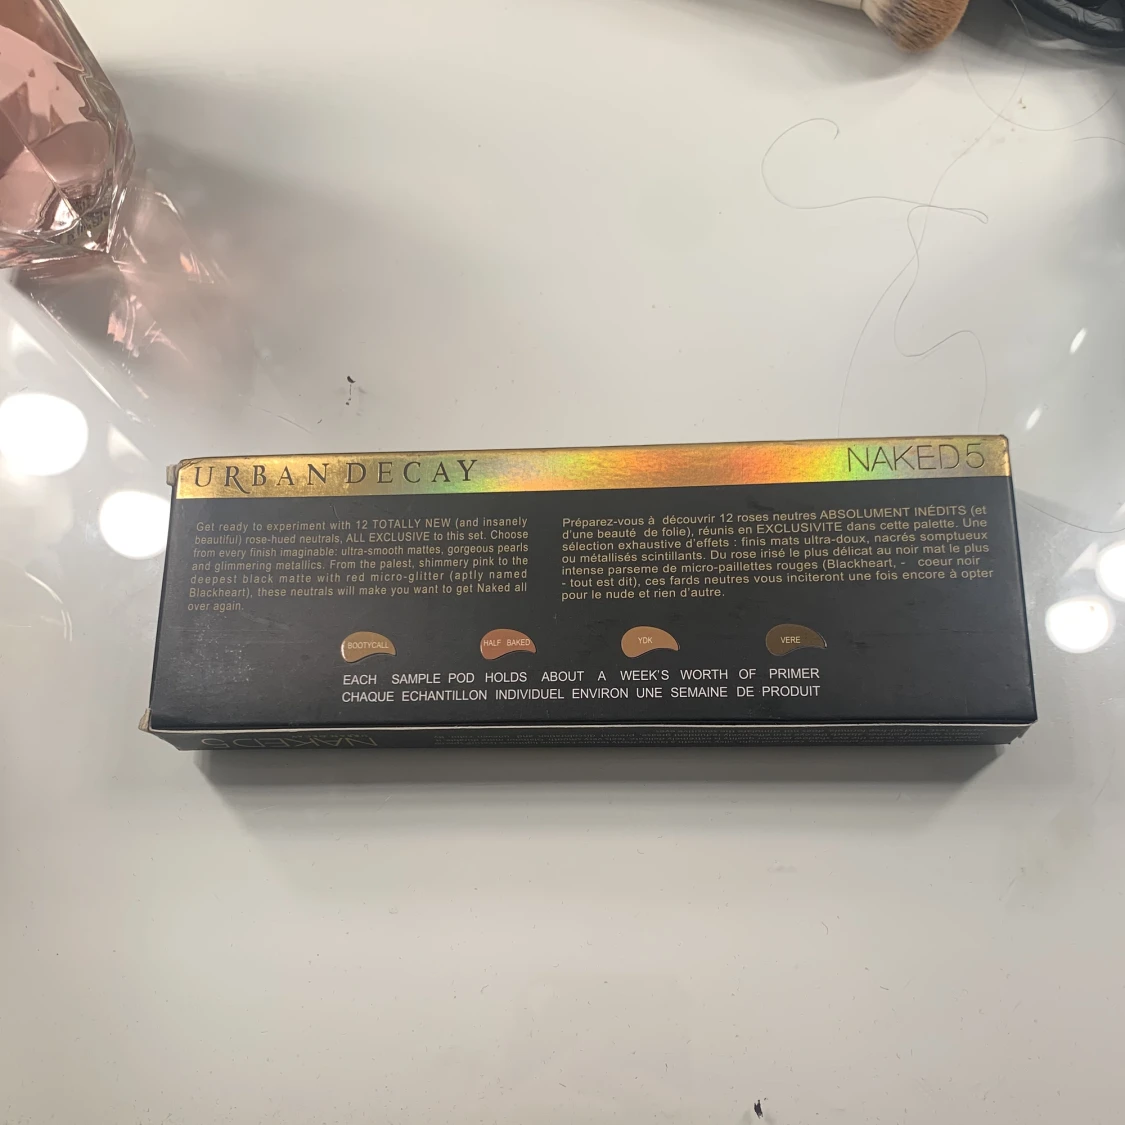 URBAN DECAY NAKED5
Get ready to experiment with 12 TOTALLY NEW (and insanely
beautiful) rose-hued neutrals, ALL EXCLUSIVE to this set. Choose
from every finish imaginable: ultra-smooth mattes, gorgeous pearls
and glimmering metallics. From the palest, shimmery pink to the
deepest black matte with red micro-glitter (aptly named
Blackheart), these neutrals will make you want to get Naked all
over again.
Préparez-vous à découvrir 12 roses neutres ABSOLUMENT INÉDITS (et
d'une beauté de folie), réunis en EXCLUSIVITE dans cette palette. Une
sélection exhaustive d'effets : finis mats ultra-doux, nacrés somptueux
ou métallisés scintillants. Du rose irisé le plus délicat au noir mat le plus
intense parseme de micro-paillettes rouges (Blackheart, - coeur noir -
- tout est dit), ces fards neutres vous inciteront une fois encore à opter
pour le nude et rien d'autre.
BOOTYCALL HALF BAKED YDK VERE
EACH SAMPLE POD HOLDS ABOUT A WEEK'S WORTH OF PRIMER
CHAQUE ECHANTILLON INDIVIDUEL ENVIRON UNE SEMAINE DE PRODUIT